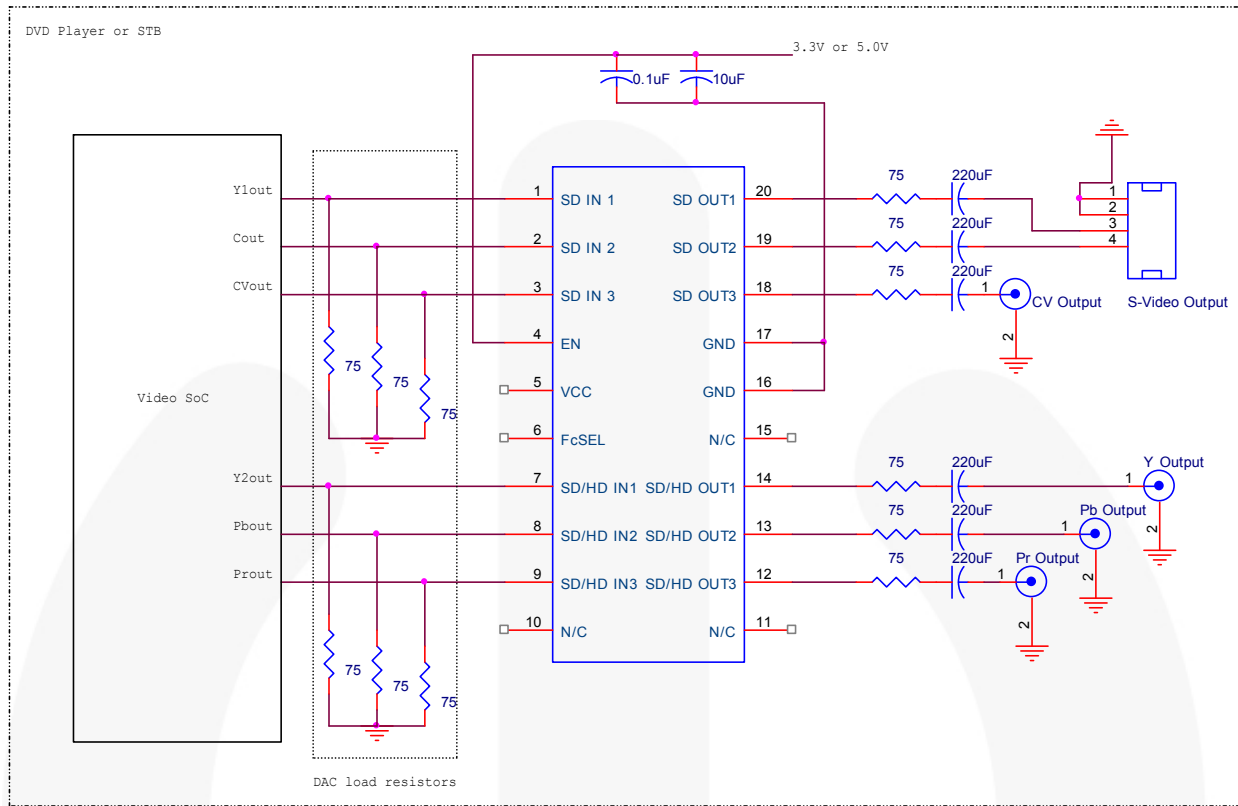 DVD Player or STB
3.3V or 5.0V
0.1uF
10uF
Video SoC
Y1out
Cout
CVout
Y2out
Pbout
Prout
75
75
75
75
75
75
DAC load resistors
1 SD IN 1
2 SD IN 2
3 SD IN 3
4 EN
5 VCC
6 FcSEL
7 SD/HD IN1
8 SD/HD IN2
9 SD/HD IN3
10 N/C
SD OUT1 20
SD OUT2 19
SD OUT3 18
GND 17
GND 16
N/C 15
SD/HD OUT1 14
SD/HD OUT2 13
SD/HD OUT3 12
N/C 11
75 220uF
75 220uF
75 220uF
1
2
3
4
S-Video Output
1 CV Output
2
75 220uF
1 Y Output
2
75 220uF
1 Pb Output
2
75 220uF
1 Pr Output
2